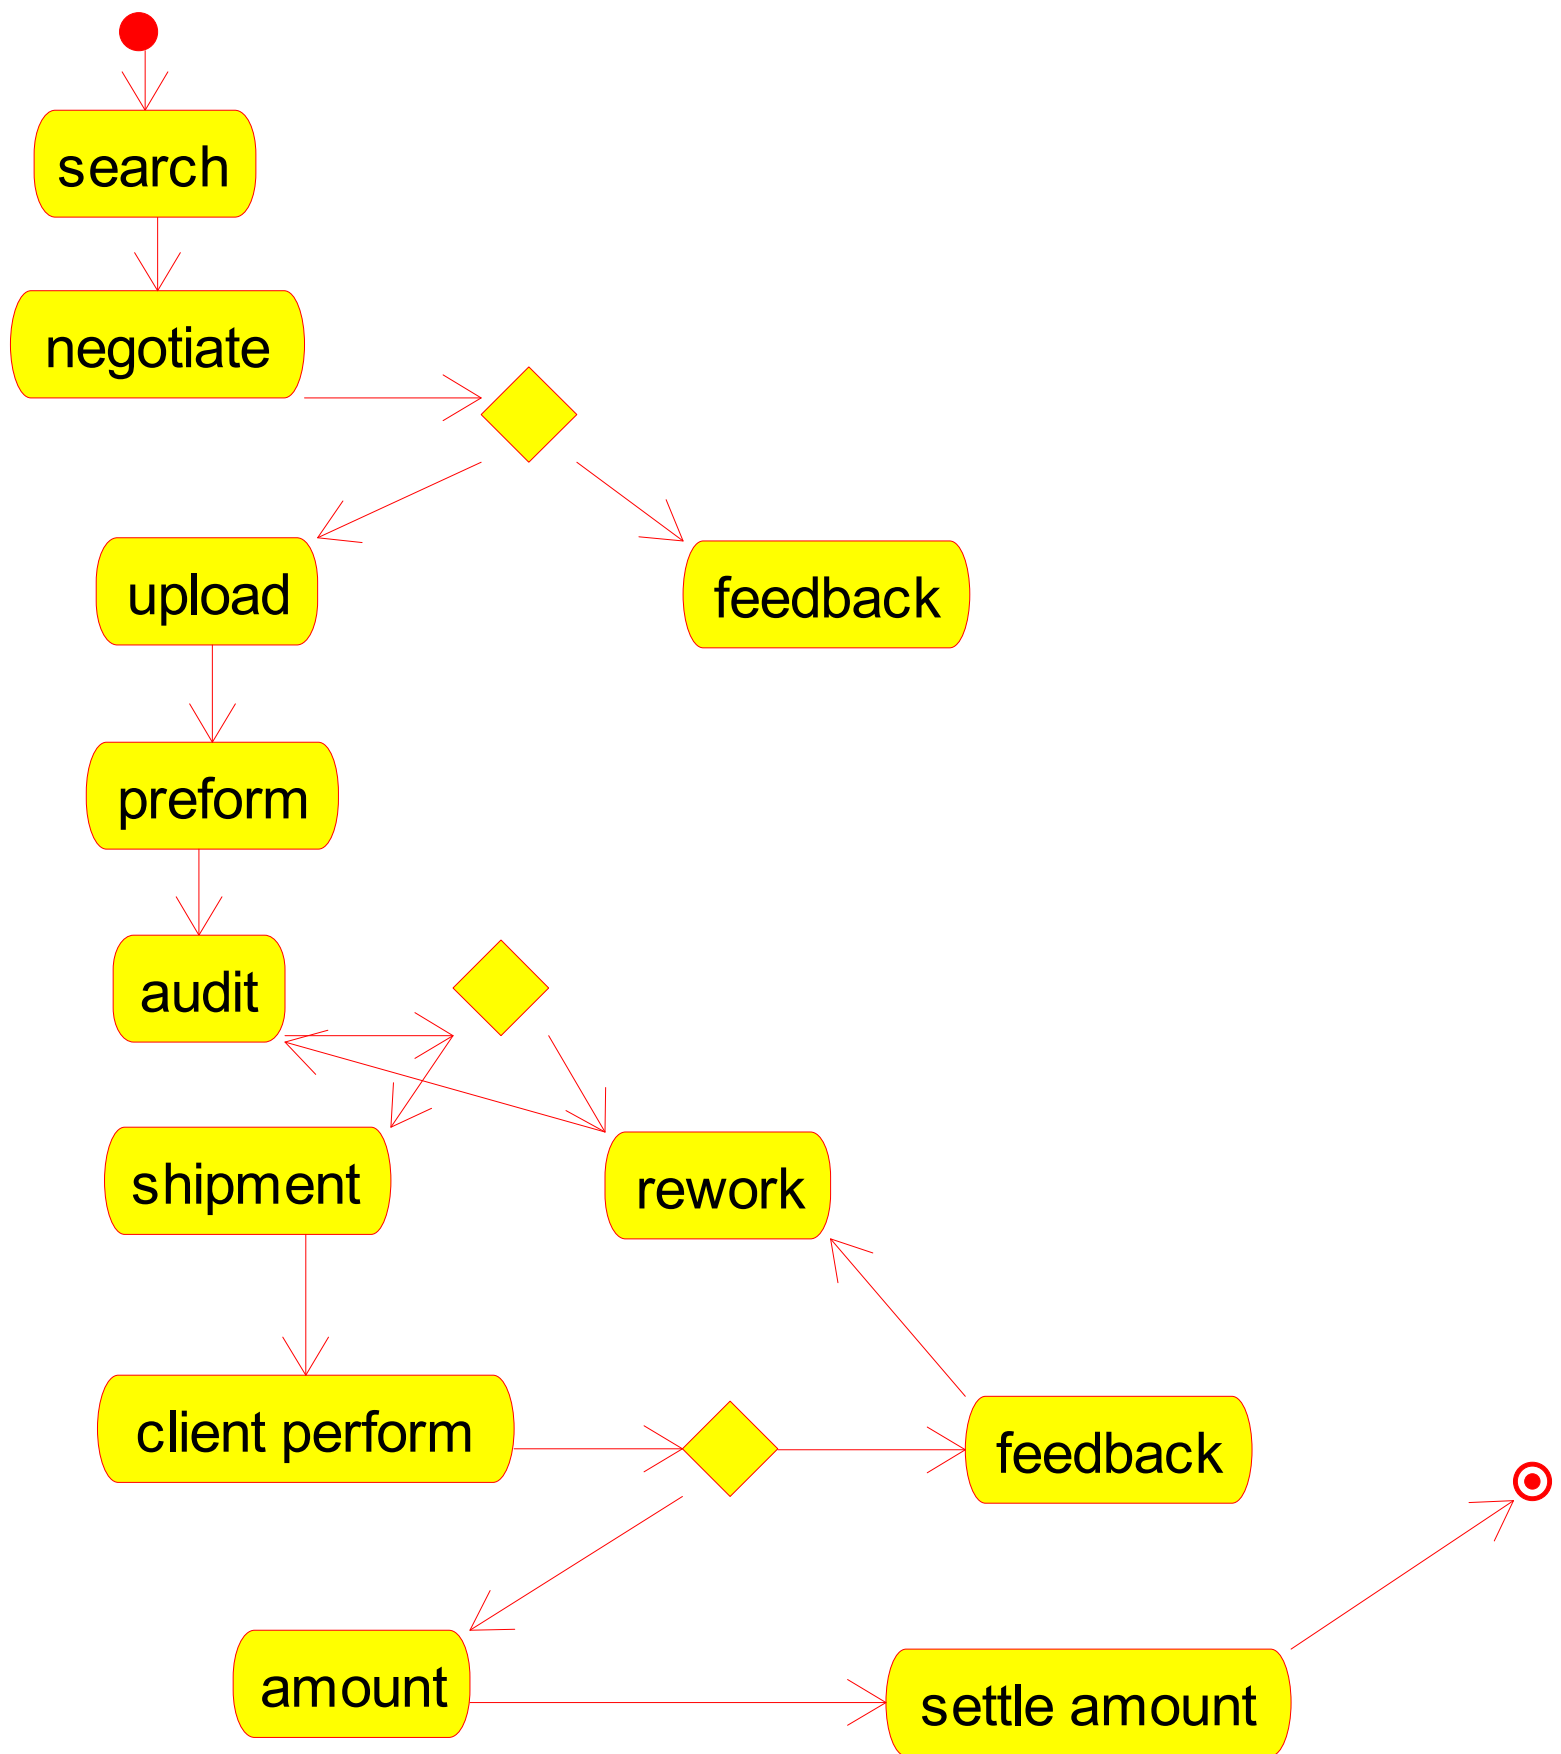 search
negotiate
upload
feedback
preform
audit
shipment
rework
client perform
feedback
amount
settle amount